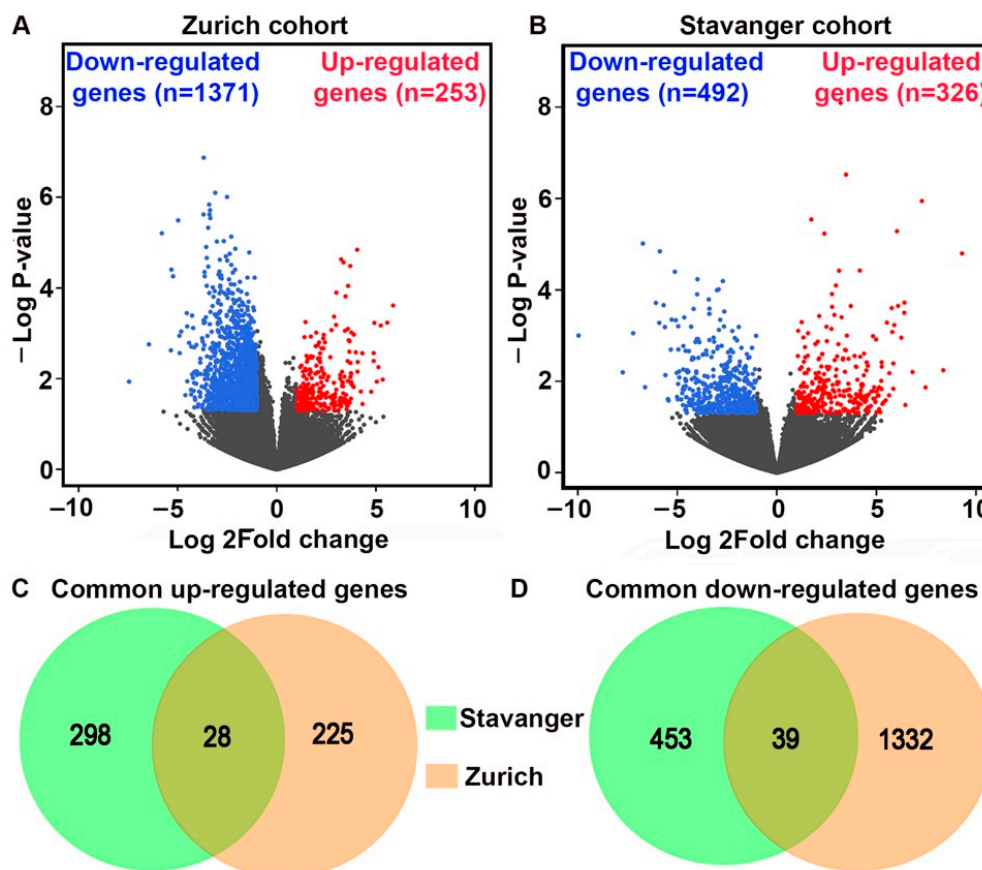 A Zurich cohort
Down-regulated genes (n=1371)
Up-regulated genes (n=253)
8
6
4
2
0
– Log P-value
–10 –5 0 5
Log 2Fold change
B Stavanger cohort
Down-regulated genes (n=492)
Up-regulated genes (n=326)
8
6
4
2
0
– Log P-value
–10 –5 0 5 10
Log 2Fold change
C Common up-regulated genes
298 28 225
Stavanger
Zurich
D Common down-regulated genes
453 39 1332